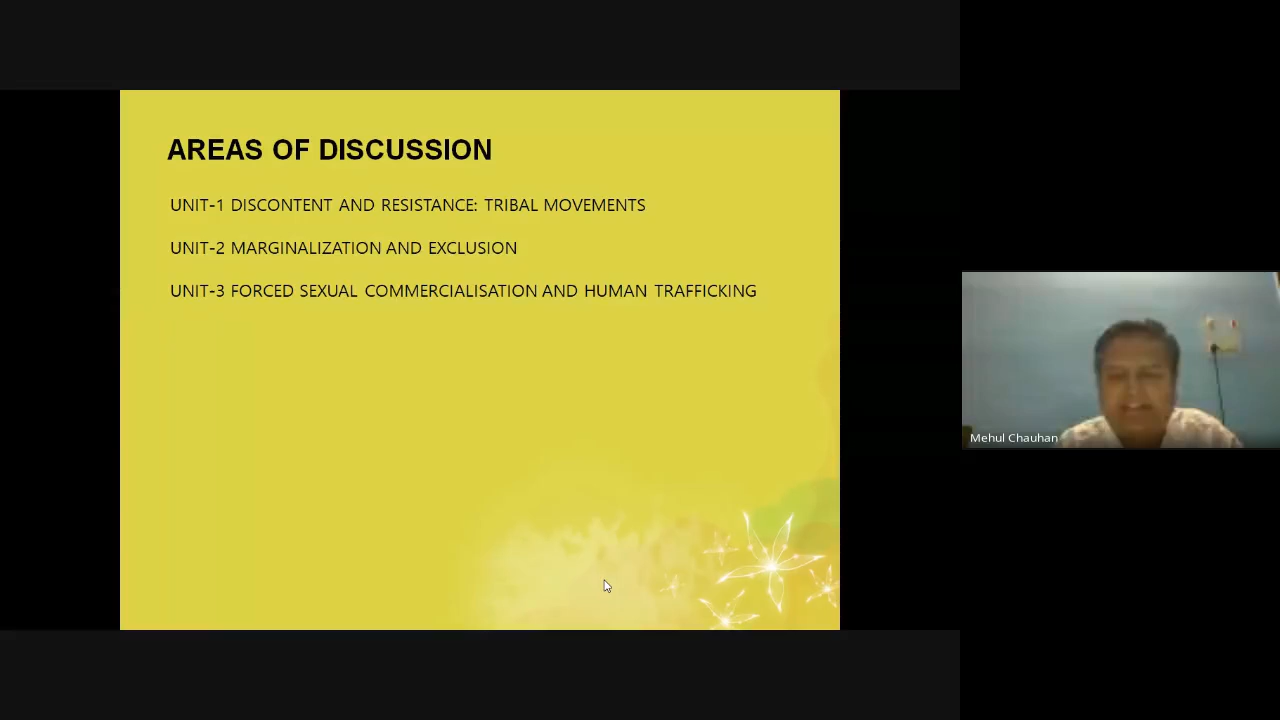 AREAS OF DISCUSSION
UNIT-1 DISCONTENT AND RESISTANCE: TRIBAL MOVEMENTS
UNIT-2 MARGINALIZATION AND EXCLUSION
UNIT-3 FORCED SEXUAL COMMERCIALISATION AND HUMAN TRAFFICKING
Mehul Chauhan